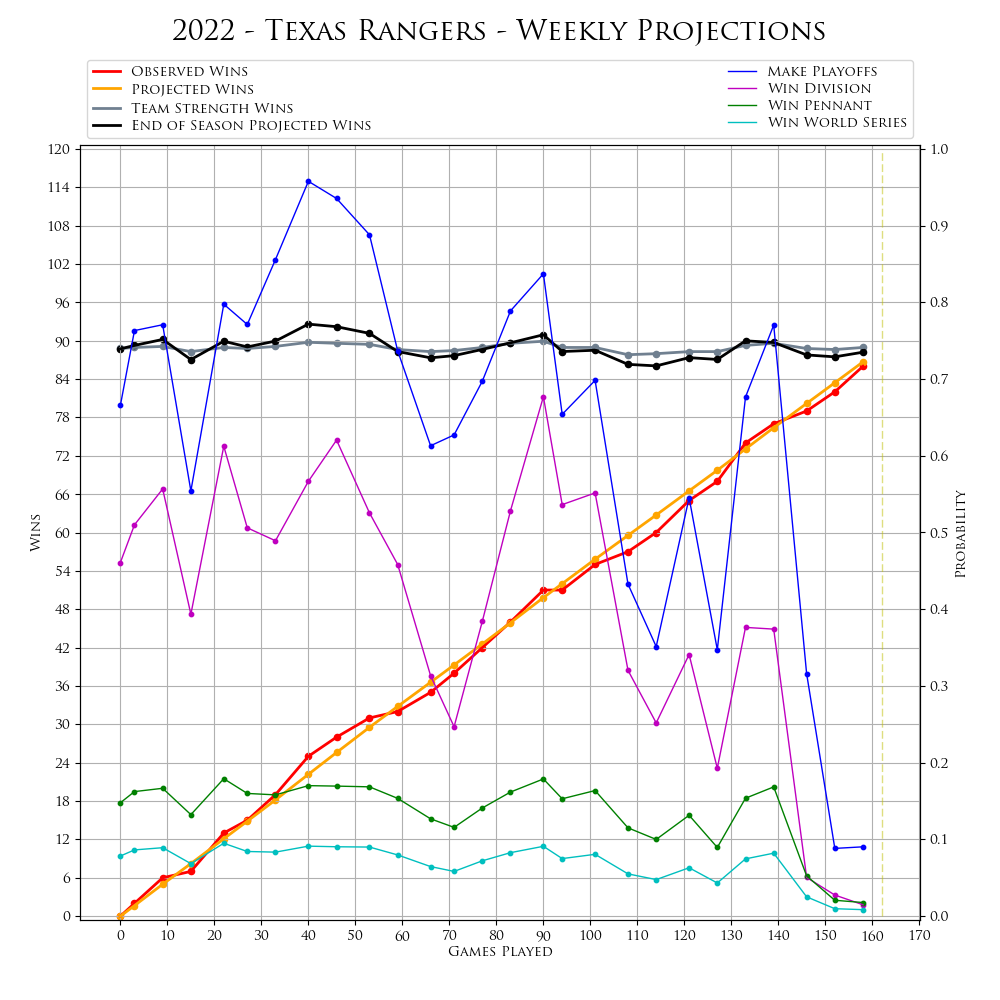 2022 - Texas Rangers - Weekly Projections
Observed Wins
Projected Wins
Team Strength Wins
End of Season Projected Wins
Make Playoffs
Win Division
Win Pennant
Win World Series
120
114
108
102
96
90
84
78
72
66
60
54
48
42
36
30
24
18
12
6
0
Wins
1.0
0.9
0.8
0.7
0.6
0.5
0.4
0.3
0.2
0.1
0.0
Probability
0 10 20 30 40 50 60 70 80 90 100 110 120 130 140 150 160 170
Games Played